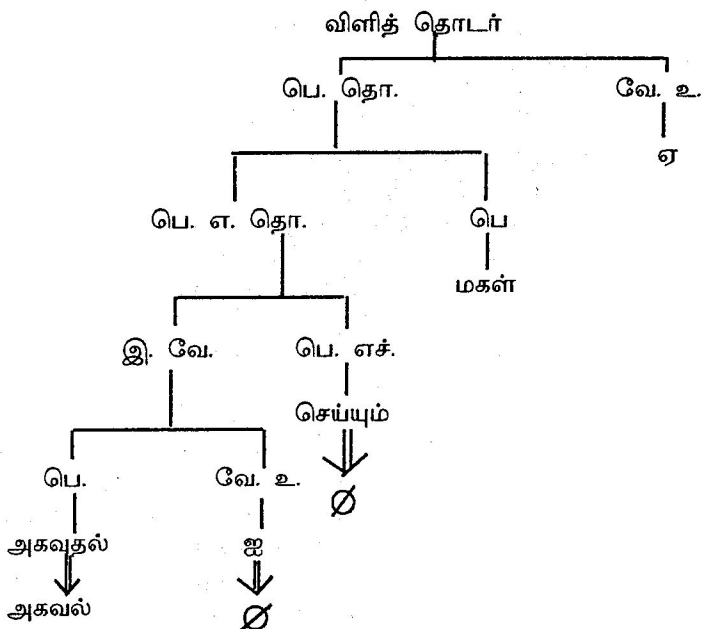 விளித் தொடர்
பெ. தொ. வே. உ.
ஏ
பெ. எ. தொ. பெ
மகள்
இ. வே. பெ. எச்.
செய்யும்
பெ. வே. உ. Ø
அகவுதல் ஐ
அகவல் Ø